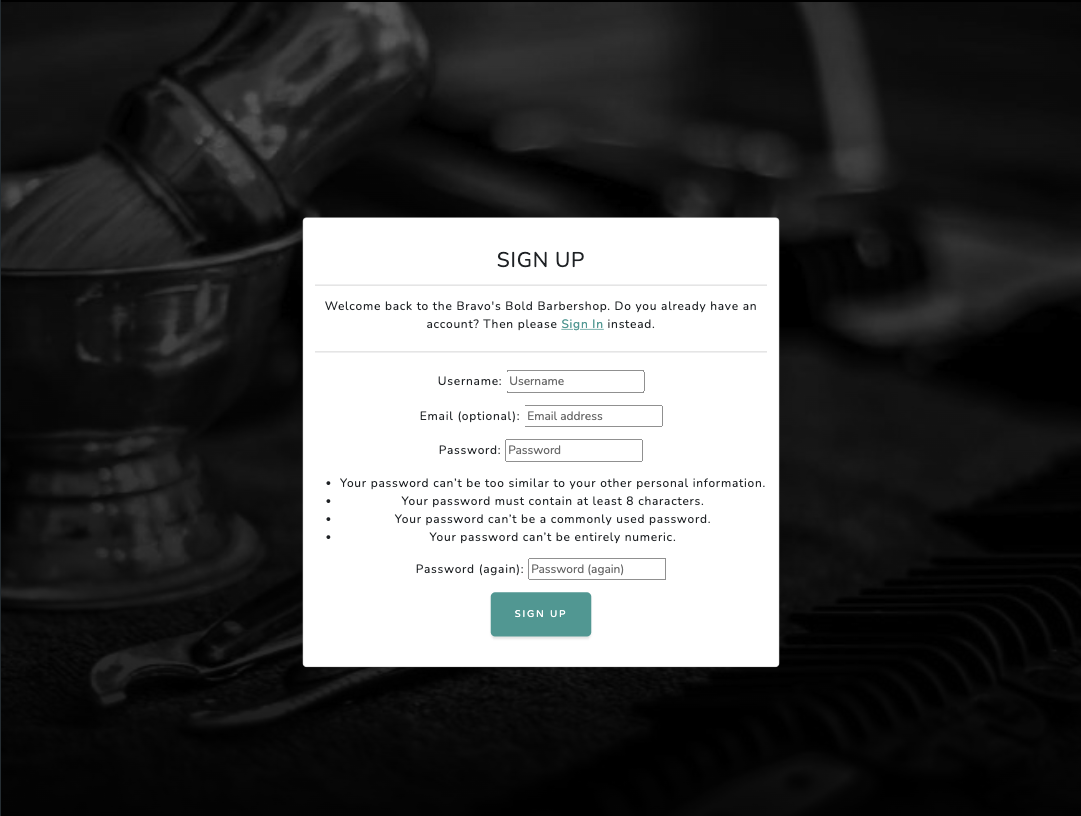 SIGN UP
Welcome back to the Bravo's Bold Barbershop. Do you already have an
account? Then please Sign In instead.
Username: Username
Email (optional): Email address
Password: Password
• Your password can’t be too similar to your other personal information.
• Your password must contain at least 8 characters.
• Your password can’t be a commonly used password.
• Your password can’t be entirely numeric.
Password (again): Password (again)
SIGN UP